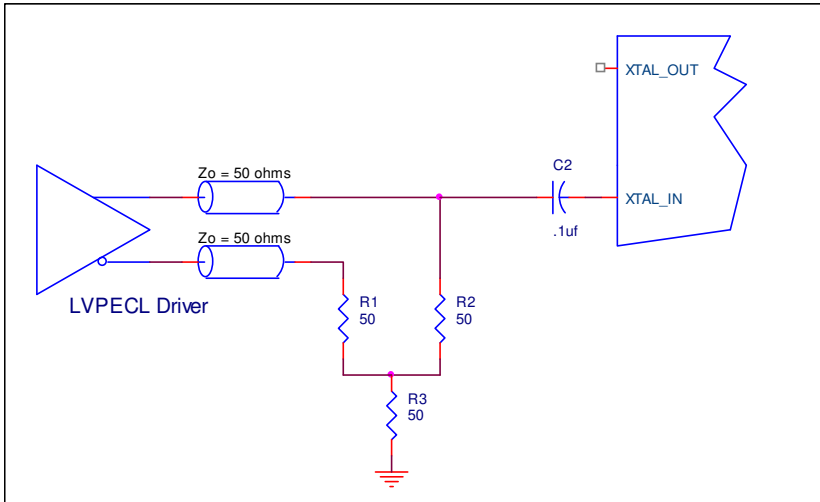 XTAL_OUT
Zo = 50 ohms
C2
XTAL_IN
.1uf
Zo = 50 ohms
LVPECL Driver
R1
50
R2
50
R3
50